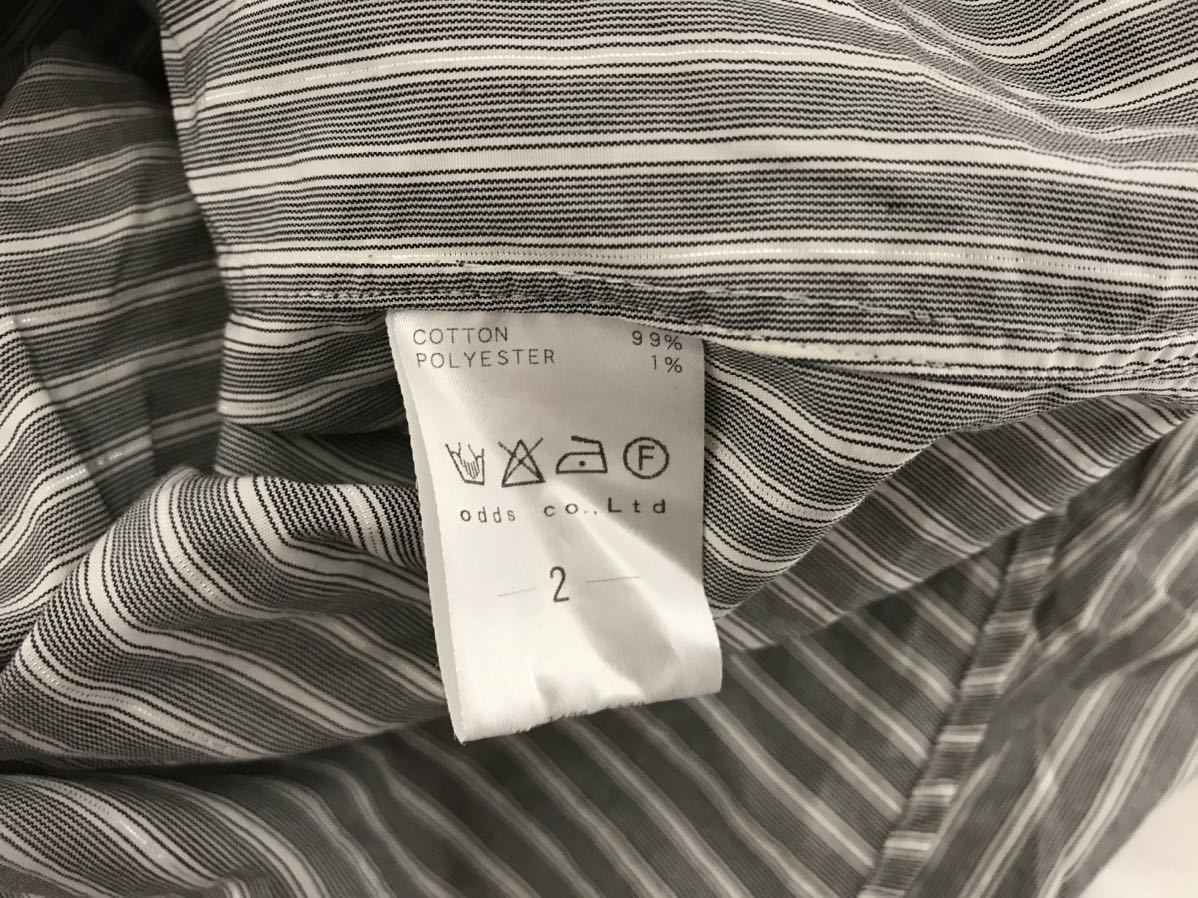 COTTON 99%
POLYESTER 1%
F
odds co.,Ltd
2